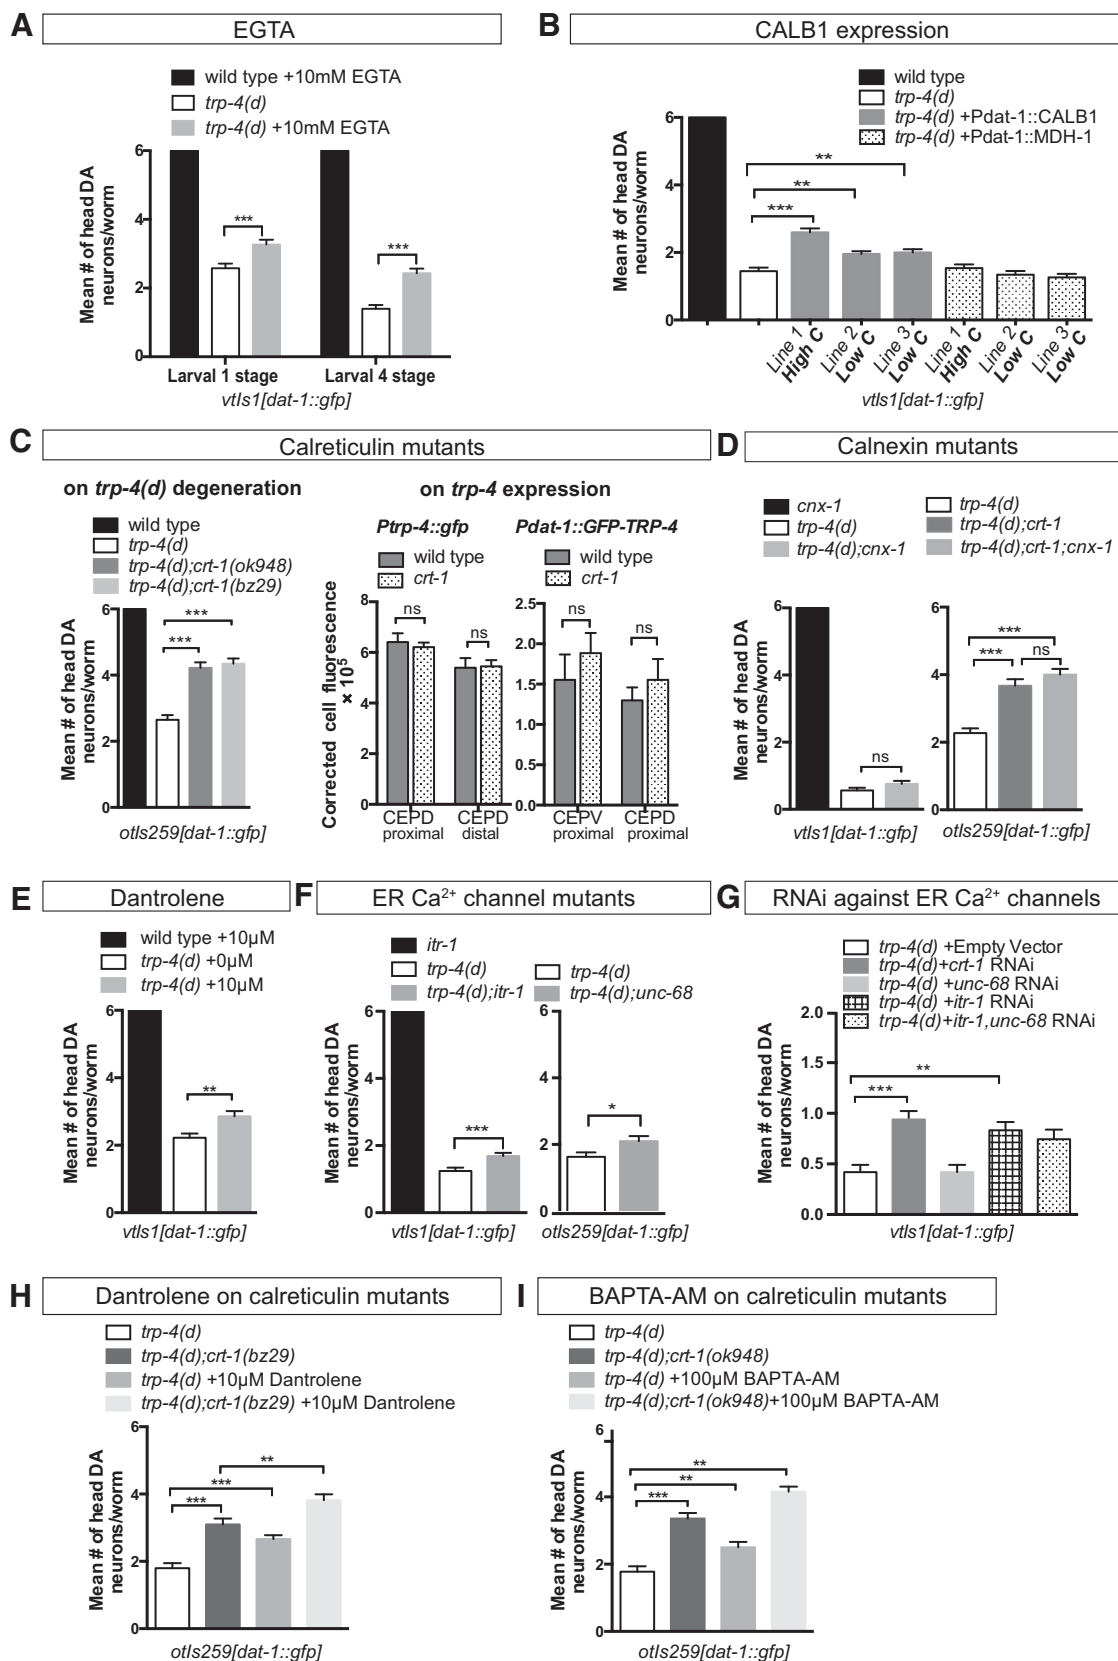 A
EGTA
wild type +10mM EGTA
trp-4(d)
trp-4(d) +10mM EGTA
Mean # of head DA
neurons/worm
6
4
2
0
***
***
Larval 1 stage
Larval 4 stage
vtIs1[dat-1::gfp]
B
CALB1 expression
wild type
trp-4(d)
trp-4(d) +Pdat-1::CALB1
trp-4(d) +Pdat-1::MDH-1
Mean # of head DA
neurons/worm
6
4
2
0
**
**
***
Line 1
High C
Line 2
Low C
Line 3
Low C
Line 1
High C
Line 2
Low C
Line 3
Low C
vtIs1[dat-1::gfp]
C
Calreticulin mutants
on trp-4(d) degeneration
wild type
trp-4(d)
trp-4(d);crt-1(ok948)
trp-4(d);crt-1(bz29)
Mean # of head DA
neurons/worm
6
4
2
0
***
***
otIs259[dat-1::gfp]
on trp-4 expression
Ptrp-4::gfp
wild type
crt-1
Corrected cell fluorescence
× 10⁵
8
6
4
2
0
ns
ns
CEPD
proximal
CEPD
distal
Pdat-1::GFP-TRP-4
wild type
crt-1
2.5
2.0
1.5
1.0
0.5
0.0
ns
ns
CEPV
proximal
CEPD
proximal
D
Calnexin mutants
cnx-1
trp-4(d)
trp-4(d);cnx-1
trp-4(d)
trp-4(d);crt-1
trp-4(d);crt-1;cnx-1
Mean # of head DA
neurons/worm
6
4
2
0
ns
vtIs1[dat-1::gfp]
6
4
2
0
***
***
ns
otIs259[dat-1::gfp]
E
Dantrolene
wild type +10µM
trp-4(d) +0µM
trp-4(d) +10µM
Mean # of head DA
neurons/worm
6
4
2
0
**
vtIs1[dat-1::gfp]
F
ER Ca²⁺ channel mutants
itr-1
trp-4(d)
trp-4(d);itr-1
trp-4(d)
trp-4(d);unc-68
Mean # of head DA
neurons/worm
6
4
2
0
***
vtIs1[dat-1::gfp]
6
4
2
0
*
otIs259[dat-1::gfp]
G
RNAi against ER Ca²⁺ channels
trp-4(d) +Empty Vector
trp-4(d)+crt-1 RNAi
trp-4(d) +unc-68 RNAi
trp-4(d) +itr-1 RNAi
trp-4(d)+itr-1,unc-68 RNAi
Mean # of head DA
neurons/worm
2.0
1.5
1.0
0.5
0.0
**
***
vtIs1[dat-1::gfp]
H
Dantrolene on calreticulin mutants
trp-4(d)
trp-4(d);crt-1(bz29)
trp-4(d) +10µM Dantrolene
trp-4(d);crt-1(bz29) +10µM Dantrolene
Mean # of head DA
neurons/worm
6
4
2
0
**
***
***
otIs259[dat-1::gfp]
I
BAPTA-AM on calreticulin mutants
trp-4(d)
trp-4(d);crt-1(ok948)
trp-4(d) +100µM BAPTA-AM
trp-4(d);crt-1(ok948)+100µM BAPTA-AM
Mean # of head DA
neurons/worm
6
4
2
0
**
**
***
otIs259[dat-1::gfp]